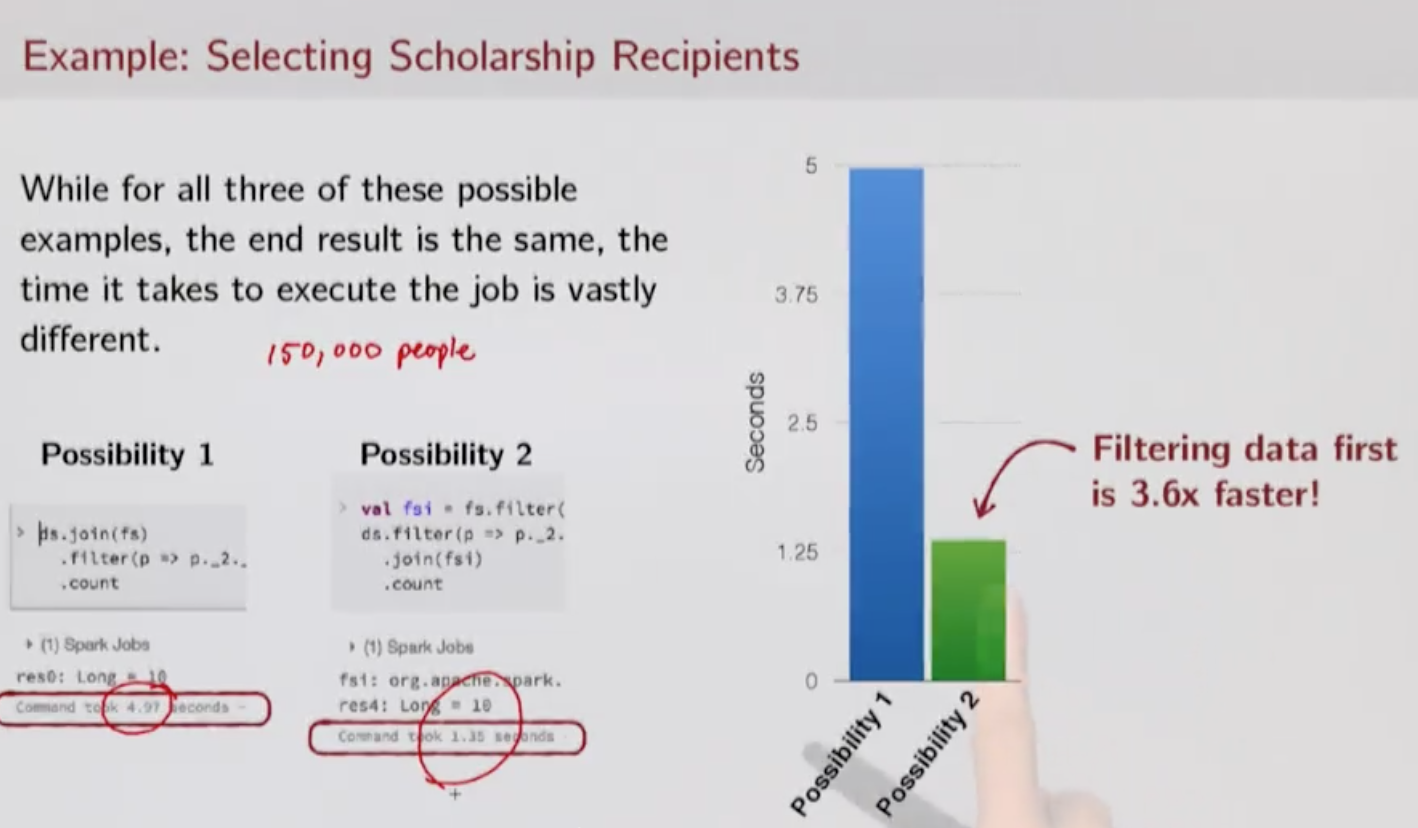 Example: Selecting Scholarship Recipients
While for all three of these possible
examples, the end result is the same, the
time it takes to execute the job is vastly
different.
150,000 people
Possibility 1
> ds.join(fs)
.filter(p => p._2._
.count
(1) Spark Jobs
res0: Long = 10
Command took 4.97 seconds -
Possibility 2
> val fsi = fs.filter(
ds.filter(p => p._2.
.join(fsi)
.count
(1) Spark Jobs
fsi: org.apache.spark.
res4: Long = 10
Command took 1.35 seconds
Seconds
5
3.75
2.5
1.25
0
Possibility 1
Possibility 2
Filtering data first
is 3.6x faster!